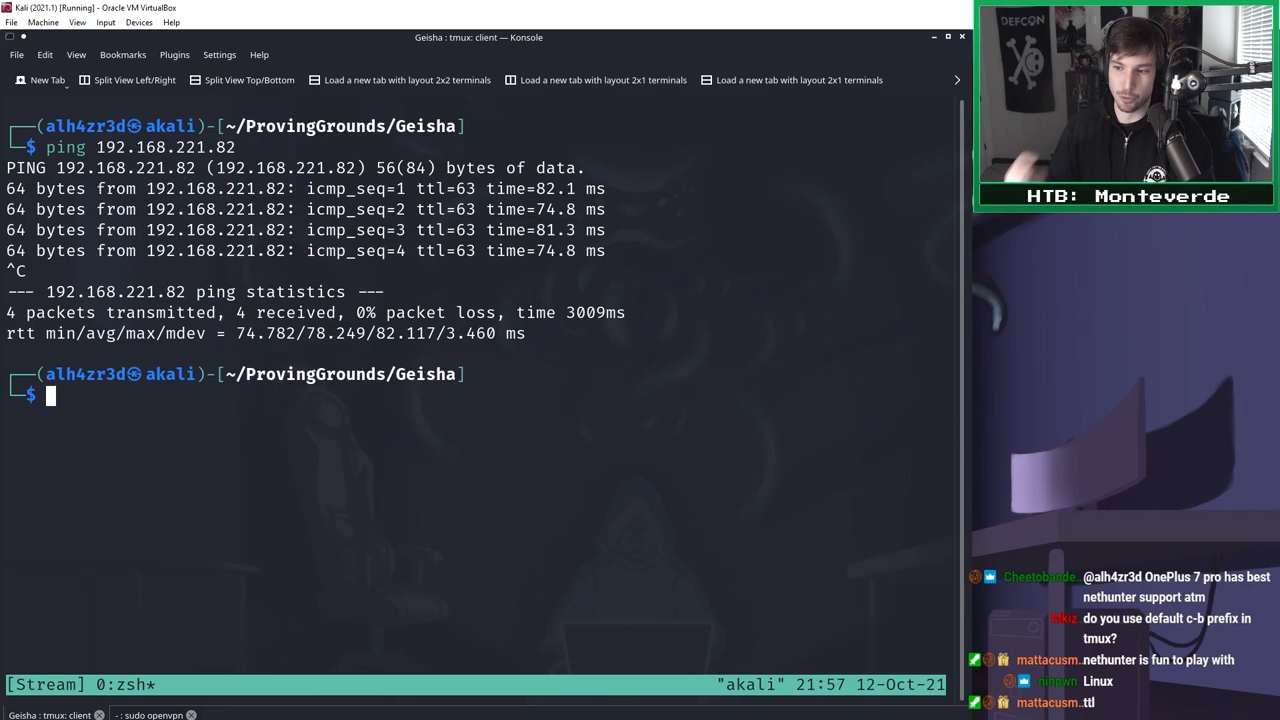 Kali (2021.1) [Running] - Oracle VM VirtualBox
File Machine View Input Devices Help
Geisha : tmux: client — Konsole
File Edit View Bookmarks Plugins Settings Help
New Tab Split View Left/Right Split View Top/Bottom Load a new tab with layout 2x2 terminals Load a new tab with layout 2x1 terminals Load a new tab with layout 2x1 terminals
┌──(alh4zr3d㉿akali)-[~/ProvingGrounds/Geisha]
└─$ ping 192.168.221.82
PING 192.168.221.82 (192.168.221.82) 56(84) bytes of data.
64 bytes from 192.168.221.82: icmp_seq=1 ttl=63 time=82.1 ms
64 bytes from 192.168.221.82: icmp_seq=2 ttl=63 time=74.8 ms
64 bytes from 192.168.221.82: icmp_seq=3 ttl=63 time=81.3 ms
64 bytes from 192.168.221.82: icmp_seq=4 ttl=63 time=74.8 ms
^C
--- 192.168.221.82 ping statistics ---
4 packets transmitted, 4 received, 0% packet loss, time 3009ms
rtt min/avg/max/mdev = 74.782/78.249/82.117/3.460 ms
┌──(alh4zr3d㉿akali)-[~/ProvingGrounds/Geisha]
└─$
[Stream] 0:zsh* "akali" 21:57 12-Oct-21
Geisha : tmux: client - : sudo openvpn
DEFCON
HTB: Monteverde
Cheetobande.. @alh4zr3d OnePlus 7 pro has best
nethunter support atm
Mkiz.. do you use default c-b prefix in
tmux?
mattacusm.. nethunter is fun to play with
ninpwn Linux
mattacusm.. ttl